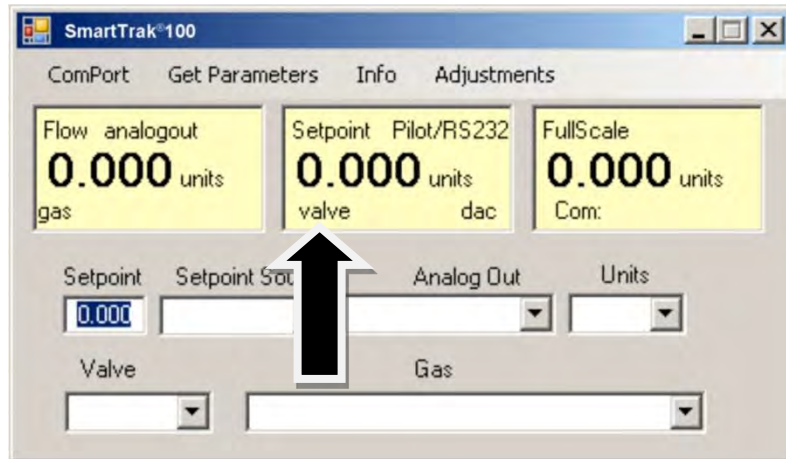 SmartTrak®100
ComPort Get Parameters Info Adjustments
Flow analogout
0.000 units
gas
Setpoint Pilot/RS232
0.000 units
valve dac
FullScale
0.000 units
Com:
Setpoint Setpoint Analog Out Units
0.000
Valve Gas